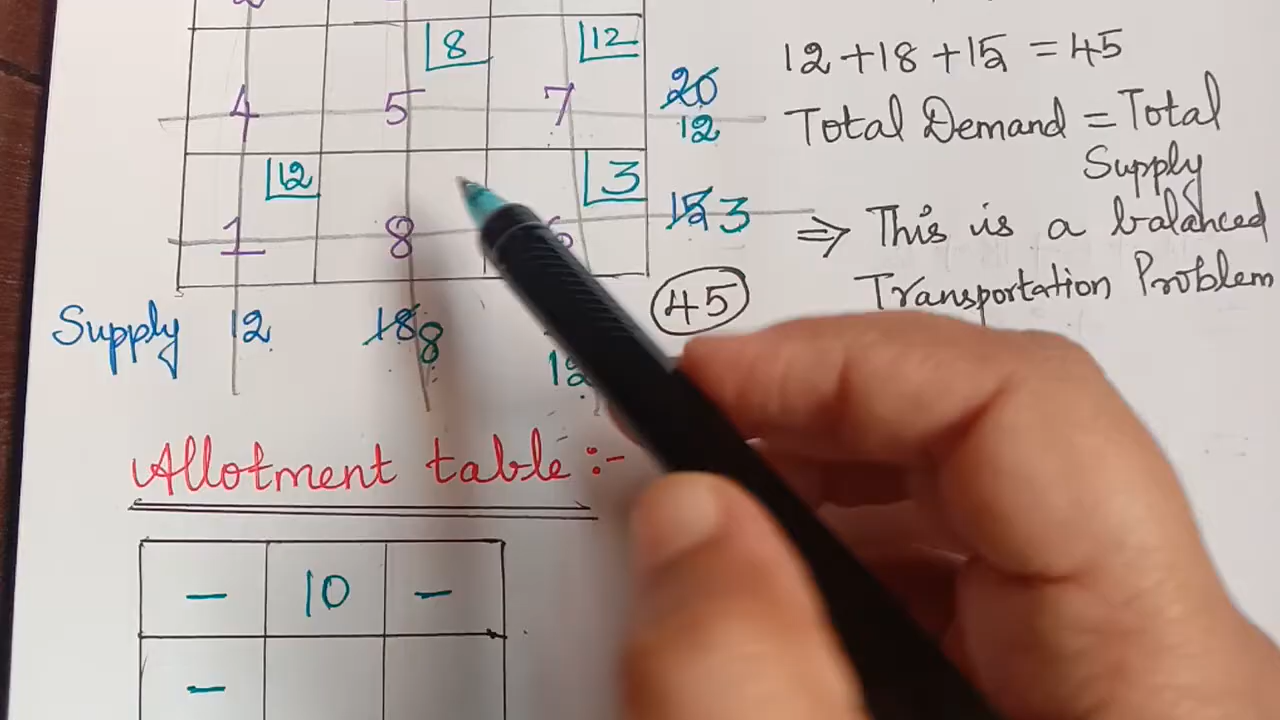 8 12
4 5 7 20
12
12 3
1 8 15 3
Supply 12 18 8
45
12 + 18 + 15 = 45
Total Demand = Total
Supply
⇒ This is a balanced
Transportation Problem
Allotment table :-
– 10 –
–